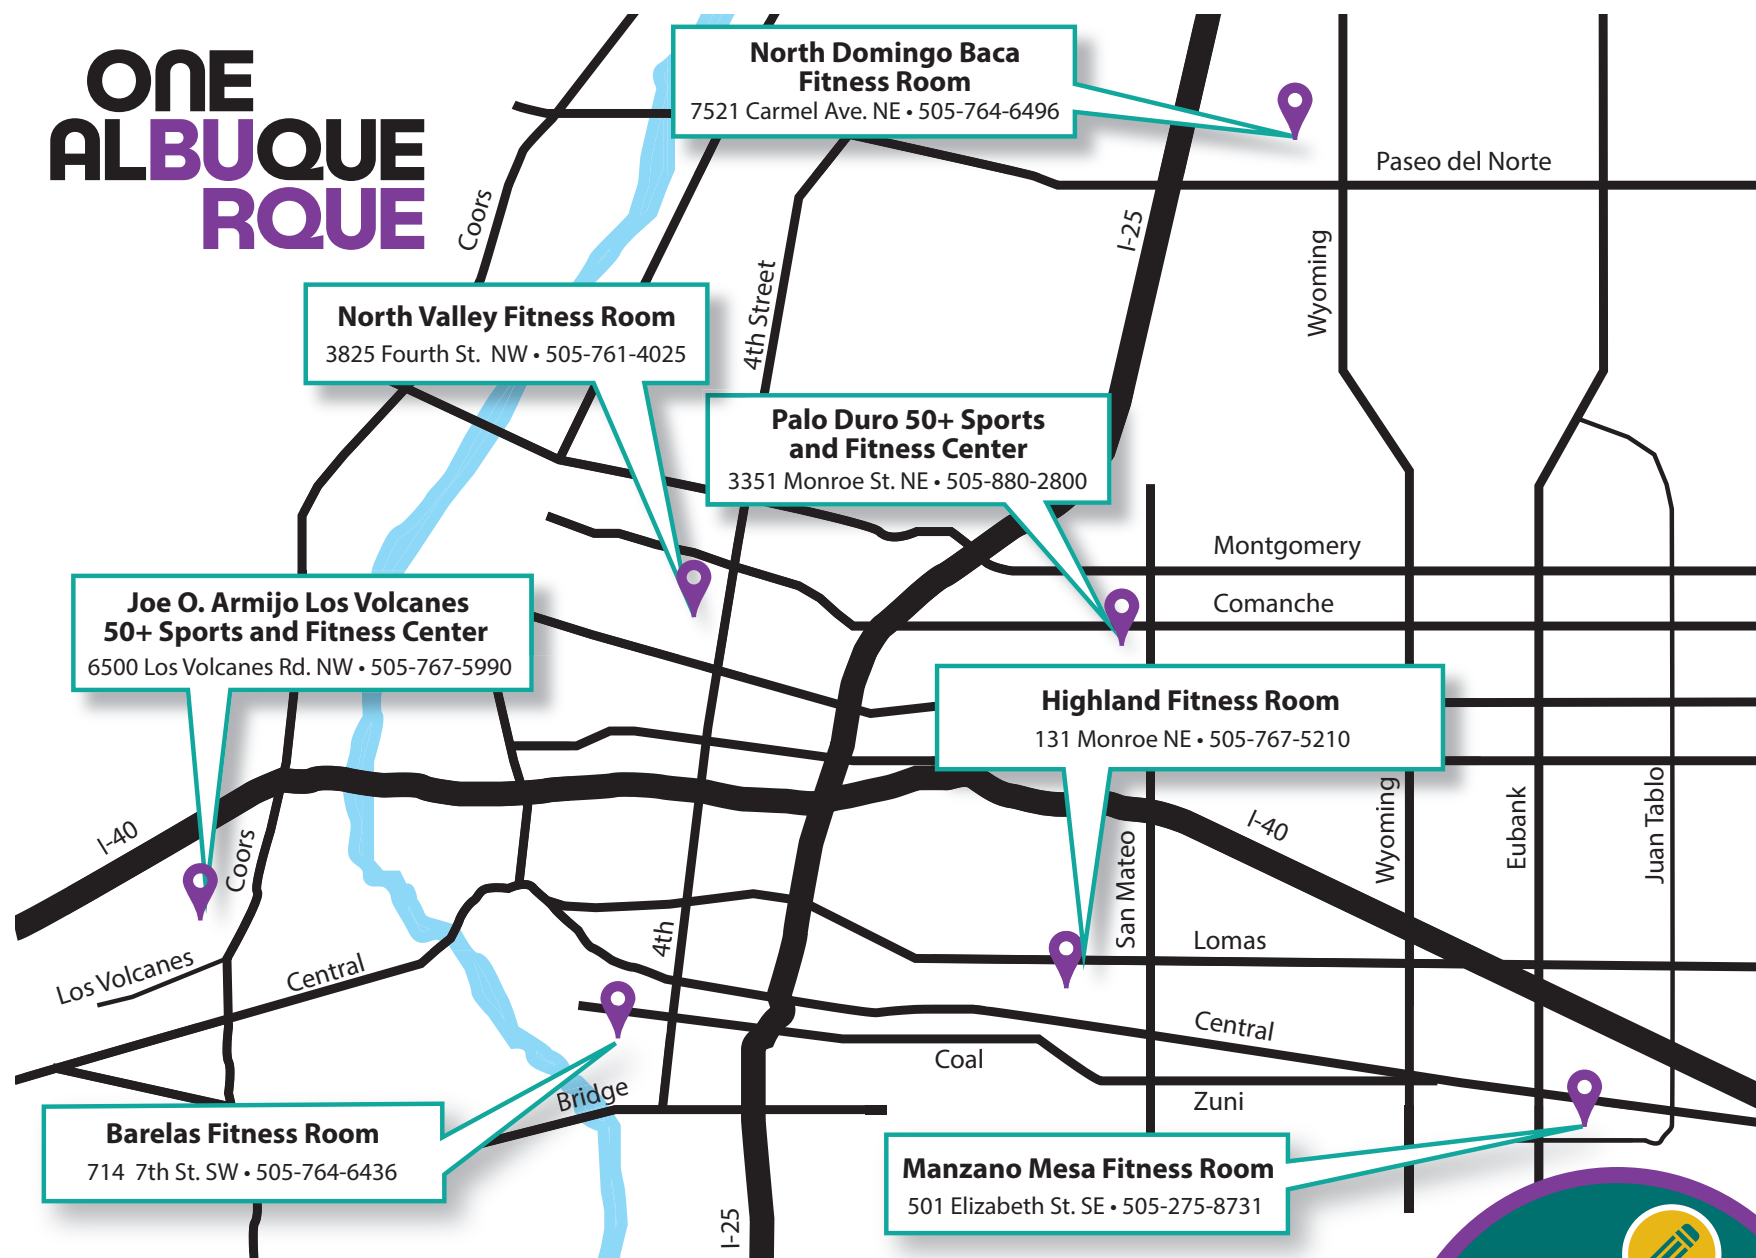 ONE
ALBUQUE
RQUE
North Domingo Baca
Fitness Room
7521 Carmel Ave. NE • 505-764-6496
Paseo del Norte
Coors
I-25
Wyoming
4th Street
North Valley Fitness Room
3825 Fourth St. NW • 505-761-4025
Palo Duro 50+ Sports
and Fitness Center
3351 Monroe St. NE • 505-880-2800
Montgomery
Comanche
Joe O. Armijo Los Volcanes
50+ Sports and Fitness Center
6500 Los Volcanes Rd. NW • 505-767-5990
Highland Fitness Room
131 Monroe NE • 505-767-5210
I-40
Coors
I-40
San Mateo
Wyoming
Eubank
Juan Tablo
Lomas
4th
Los Volcanes
Central
Central
Coal
Bridge
Zuni
Barelas Fitness Room
714 7th St. SW • 505-764-6436
Manzano Mesa Fitness Room
501 Elizabeth St. SE • 505-275-8731
I-25